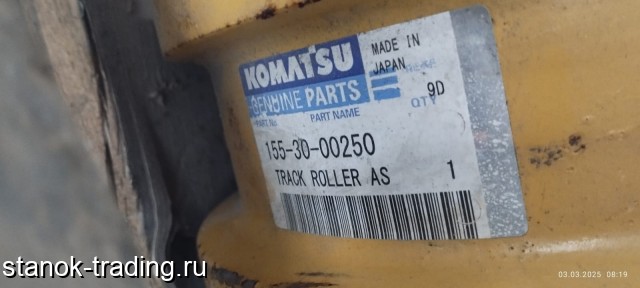 KOMATSU
MADE IN
JAPAN
GENUINE PARTS
9D
QTY
PART NAME
155-30-00250
TRACK ROLLER AS 1
stanok-trading.ru
03.03.2025 08:19